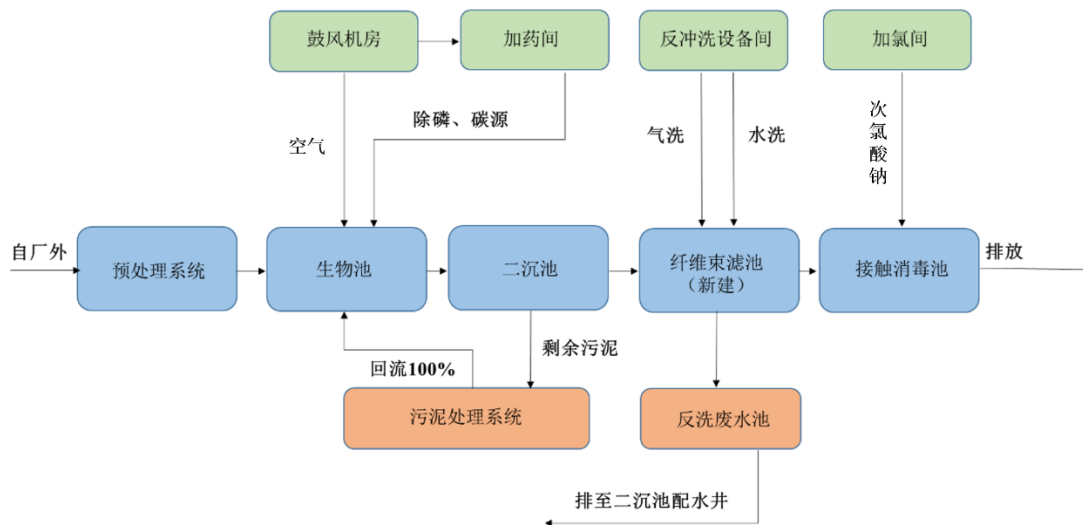 鼓风机房
加药间
反冲洗设备间
加氯间
除磷、碳源
空气
气洗
水洗
次氯酸钠
自厂外
预处理系统
生物池
二沉池
纤维束滤池
（新建）
接触消毒池
排放
回流100%
剩余污泥
污泥处理系统
反洗废水池
排至二沉池配水井